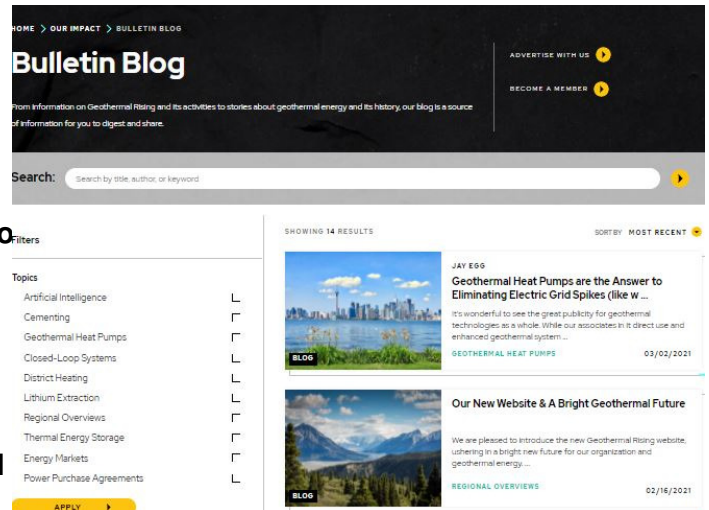 HOME > OUR IMPACT > BULLETIN BLOG
Bulletin Blog
From information on Geothermal Rising and its activities to stories about geothermal energy and its history, our blog is a source
of information for you to digest and share.
ADVERTISE WITH US
BECOME A MEMBER
Search:
Search by title, author, or keyword
Filters
Topics
Artificial Intelligence
Cementing
Geothermal Heat Pumps
Closed-Loop Systems
District Heating
Lithium Extraction
Regional Overviews
Thermal Energy Storage
Energy Markets
Power Purchase Agreements
APPLY
SHOWING 14 RESULTS
SORT BY MOST RECENT
BLOG
JAY EGG
Geothermal Heat Pumps are the Answer to
Eliminating Electric Grid Spikes (like w ...
It's wonderful to see the great publicity for geothermal
technologies as a whole. While our associates in it direct use and
enhanced geothermal system ...
GEOTHERMAL HEAT PUMPS 03/02/2021
BLOG
Our New Website & A Bright Geothermal Future
We are pleased to introduce the new Geothermal Rising website,
ushering in a bright new future for our organization and
geothermal energy. ...
REGIONAL OVERVIEWS 02/16/2021